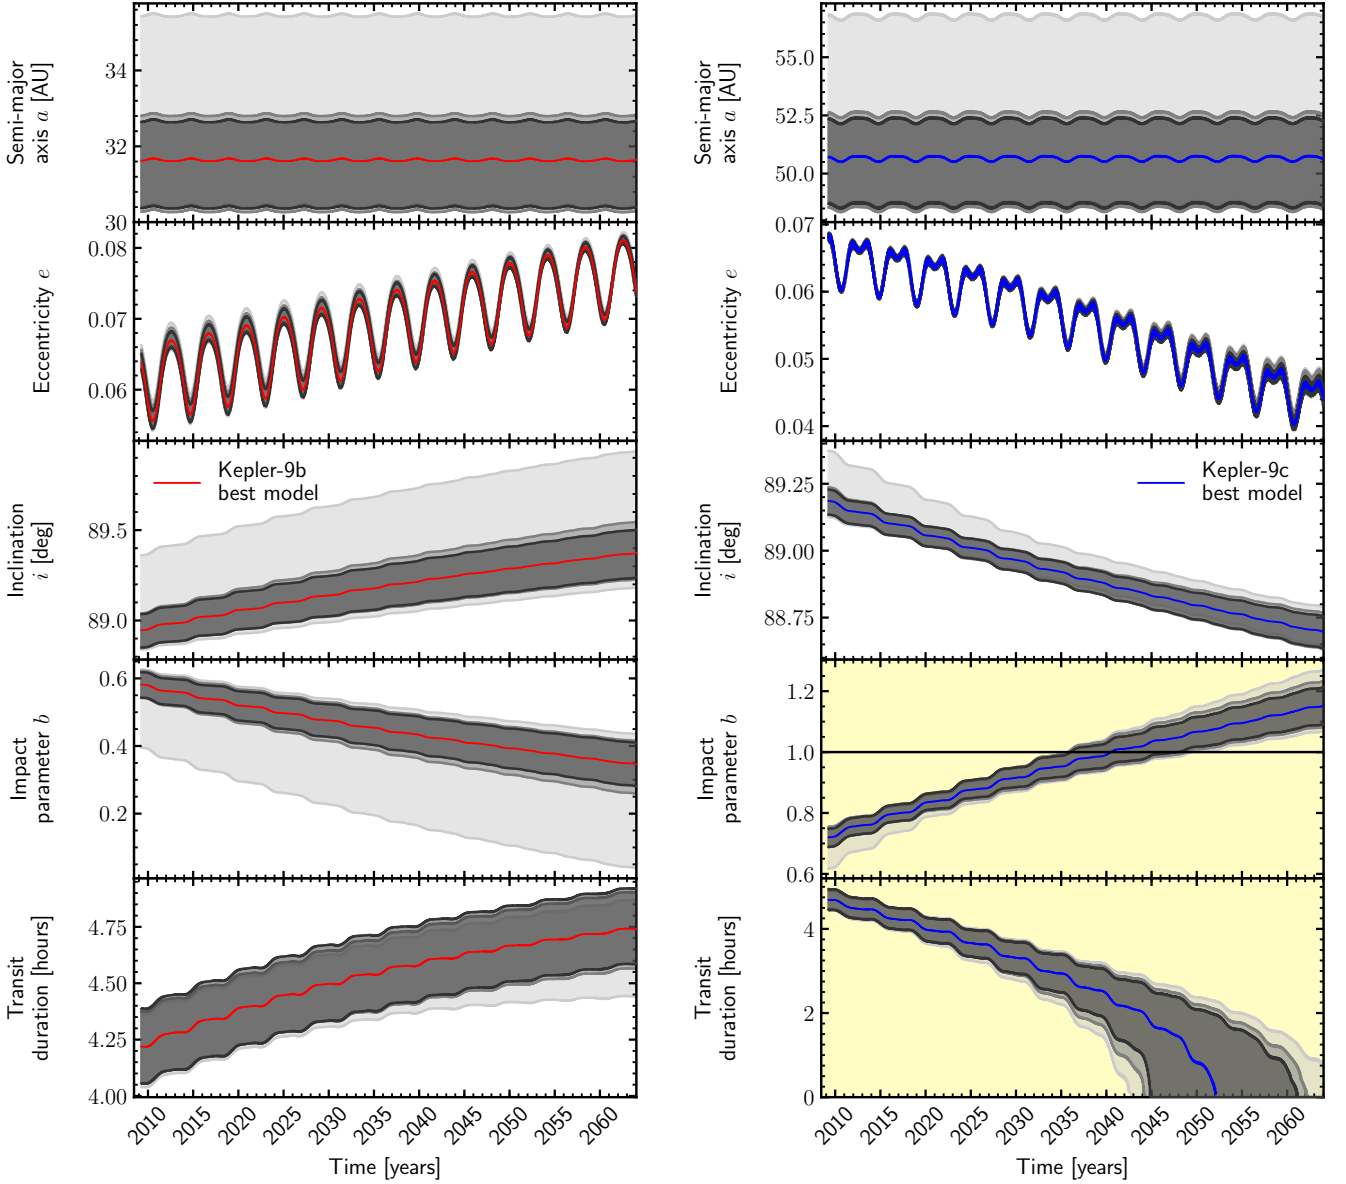 Semi-major
axis a [AU]
34
32
30
Eccentricity e
0.08
0.07
0.06
Inclination
i [deg]
89.5
89.0
Kepler-9b
best model
Impact
parameter b
0.6
0.4
0.2
Transit
duration [hours]
4.75
4.50
4.25
4.00
2010 2015 2020 2025 2030 2035 2040 2045 2050 2055 2060
Time [years]
Semi-major
axis a [AU]
55.0
52.5
50.0
Eccentricity e
0.07
0.06
0.05
0.04
Inclination
i [deg]
89.25
89.00
88.75
Kepler-9c
best model
Impact
parameter b
1.2
1.0
0.8
0.6
Transit
duration [hours]
4
2
0
2010 2015 2020 2025 2030 2035 2040 2045 2050 2055 2060
Time [years]